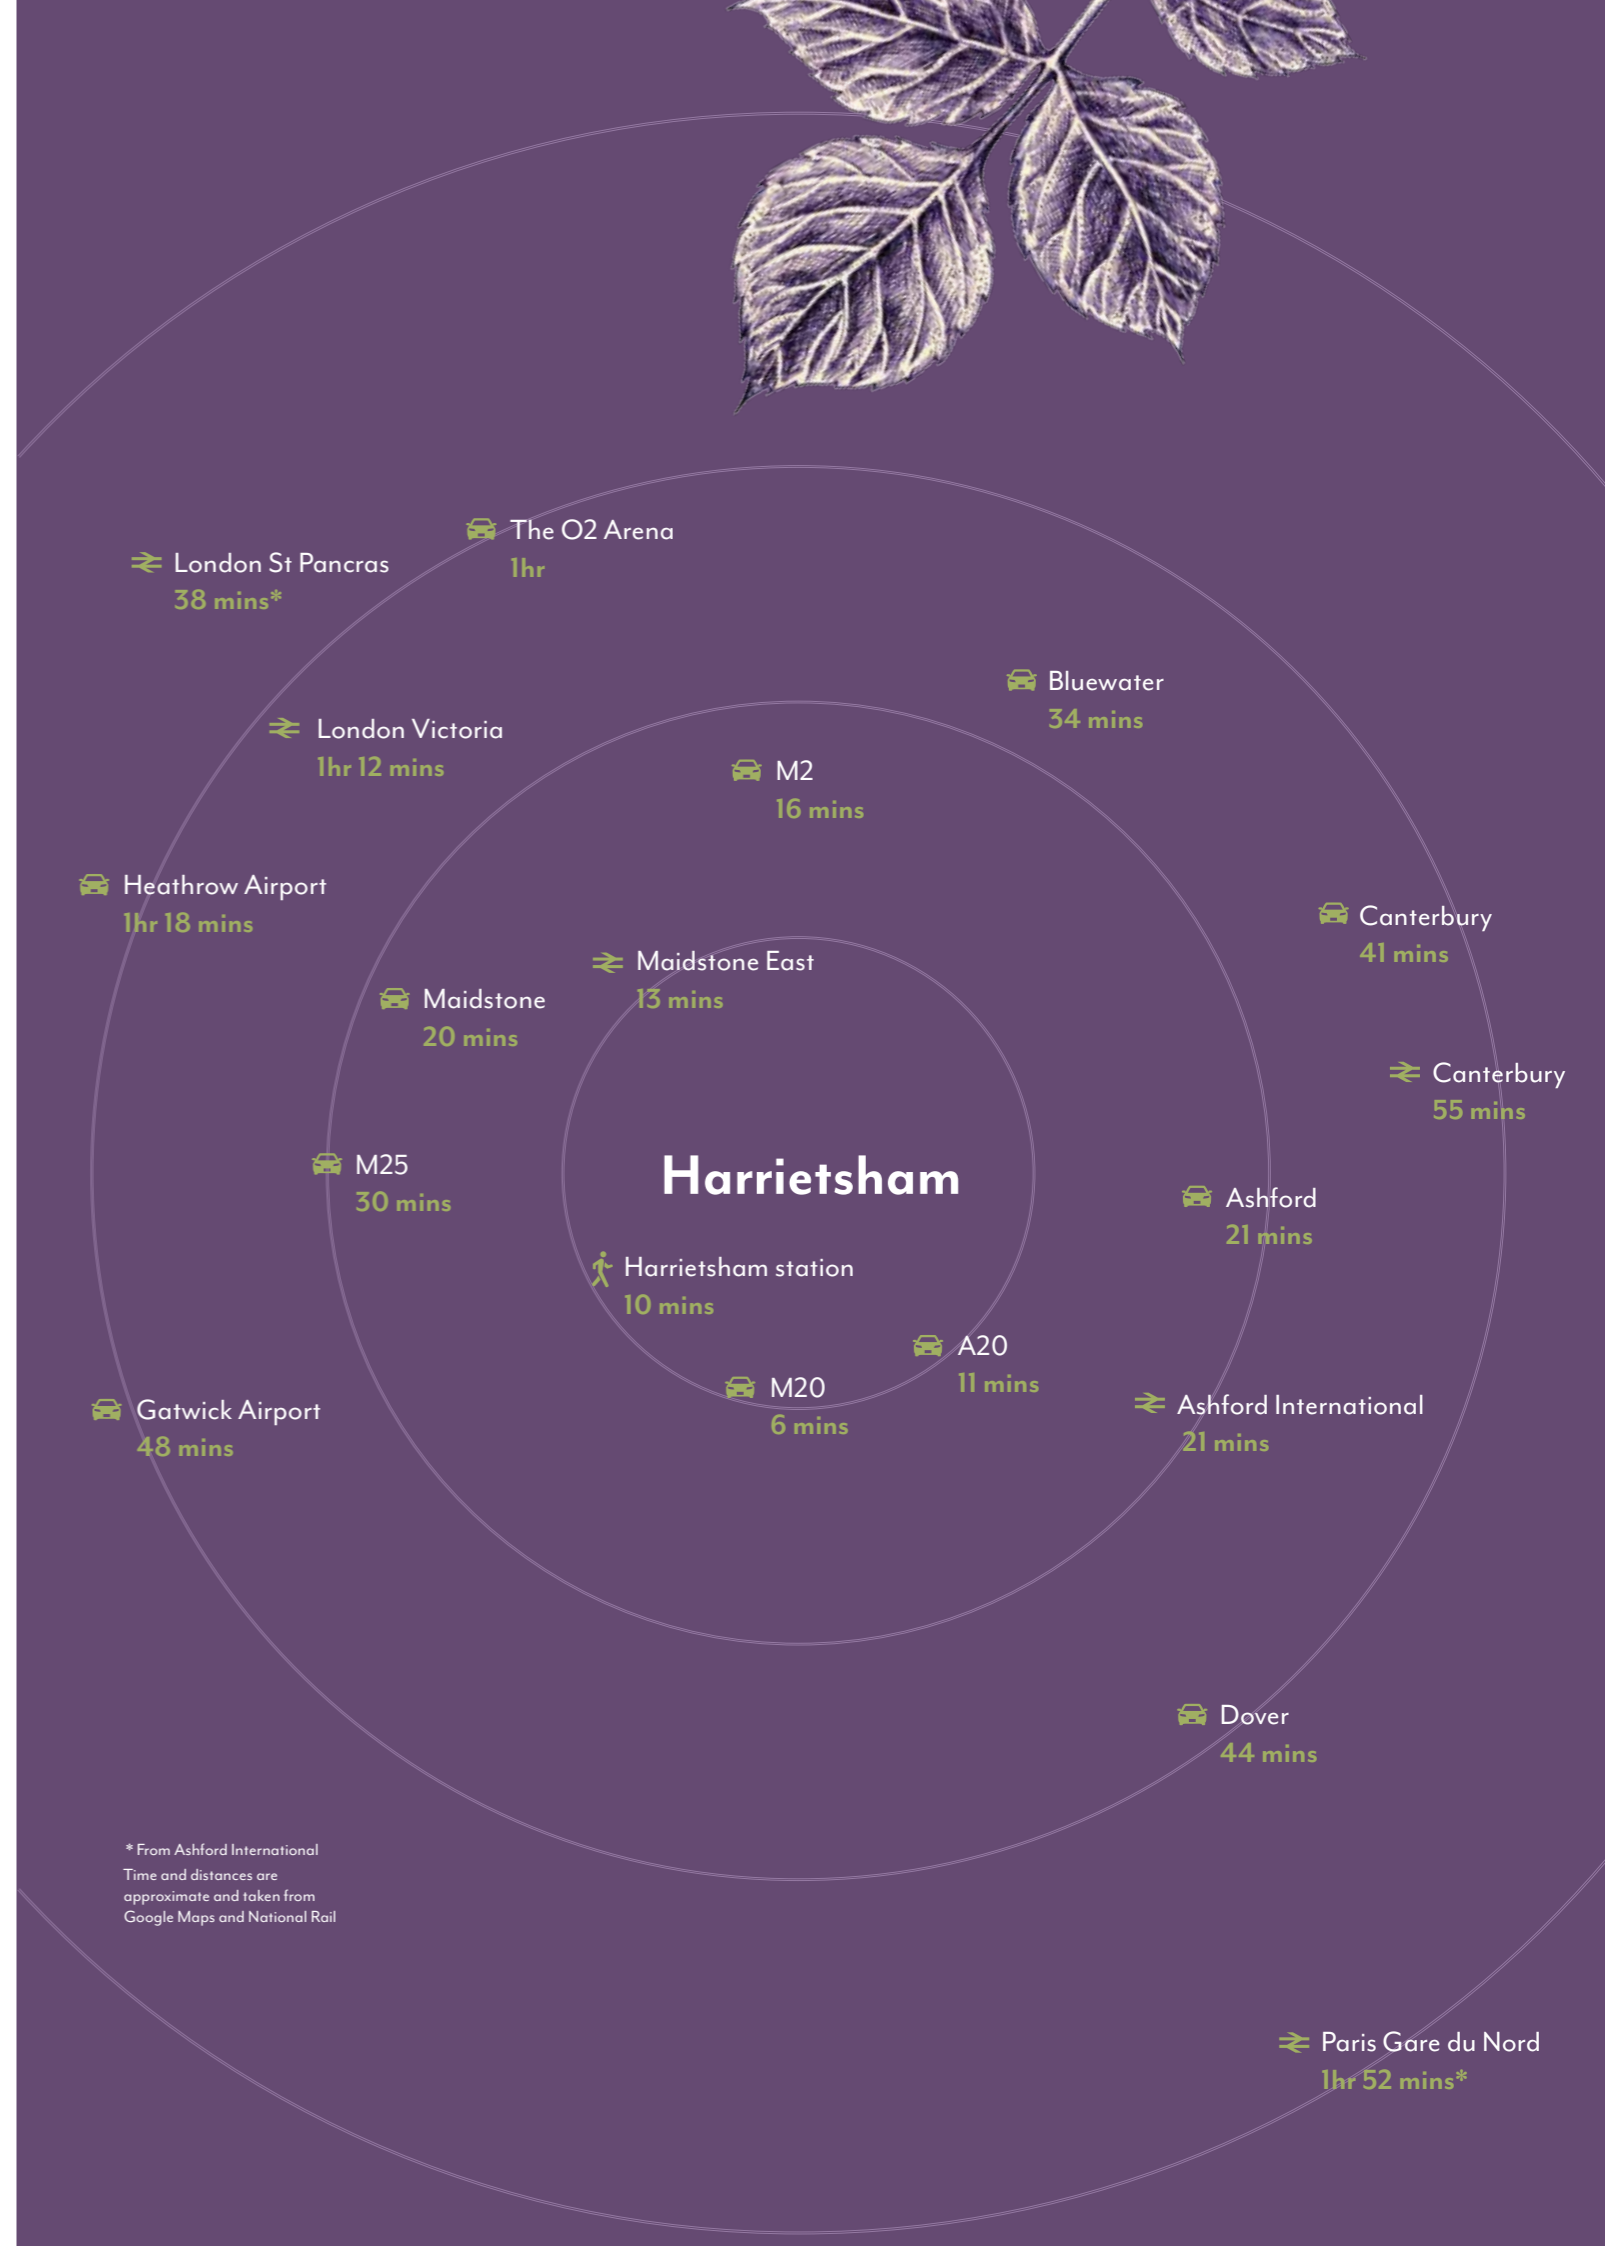 The O2 Arena
1hr
London St Pancras
38 mins*
Bluewater
34 mins
London Victoria
1hr 12 mins
M2
16 mins
Heathrow Airport
1hr 18 mins
Canterbury
41 mins
Maidstone East
13 mins
Maidstone
20 mins
Canterbury
55 mins
M25
30 mins
Harrietsham
Ashford
21 mins
Harrietsham station
10 mins
A20
11 mins
M20
6 mins
Ashford International
21 mins
Gatwick Airport
48 mins
Dover
44 mins
* From Ashford International
Time and distances are
approximate and taken from
Google Maps and National Rail
Paris Gare du Nord
1hr 52 mins*